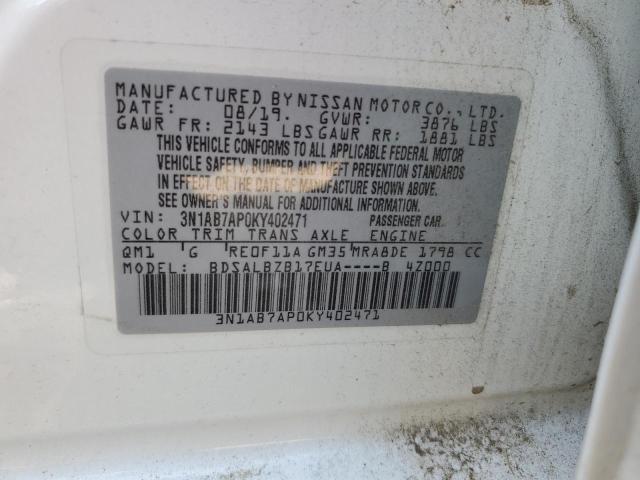 MANUFACTURED BY NISSAN MOTOR CO., LTD.
DATE: 08/19. GVWR: 3876 LBS
GAWR FR: 2143 LBS GAWR RR: 1881 LBS
THIS VEHICLE CONFORMS TO ALL APPLICABLE FEDERAL MOTOR
VEHICLE SAFETY, BUMPER AND THEFT PREVENTION STANDARDS
IN EFFECT ON THE DATE OF MANUFACTURE SHOWN ABOVE.
SEE OWNER'S MANUAL FOR ADDITIONAL INFORMATION.
VIN: 3N1AB7AP0KY402471 PASSENGER CAR
COLOR TRIM TRANS AXLE ENGINE
QM1 G RE0F11A GM35 MRA8DE 1798 CC
MODEL: BDSALBZB17EUA----B 4Z000
3N1AB7AP0KY402471